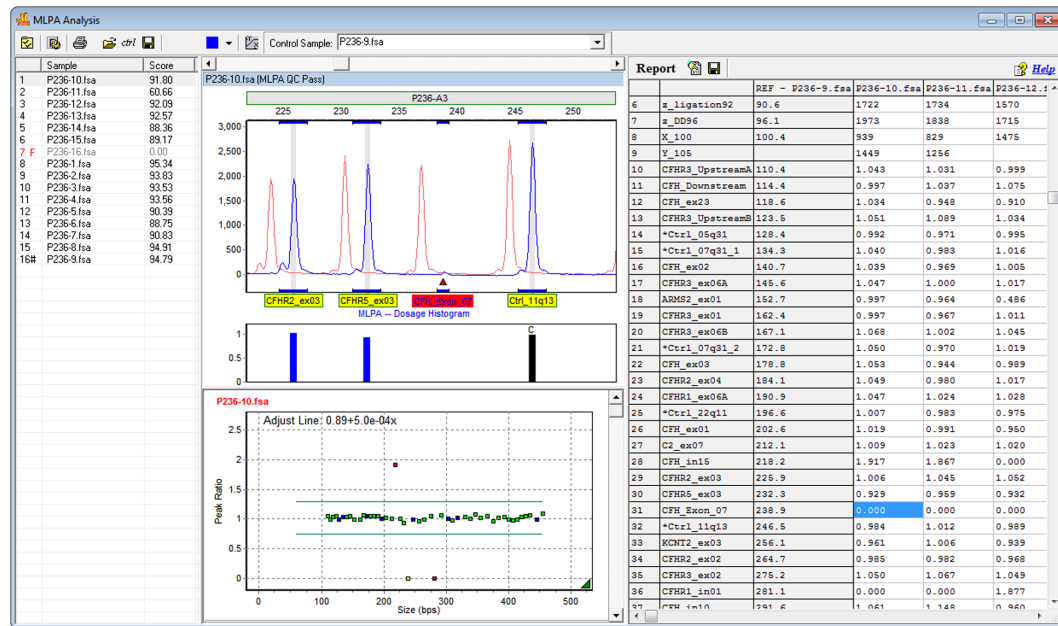 MLPA Analysis
ctrl
Control Sample: P236-9.fsa
Sample Score
1 P236-10.fsa 91.80
2 P236-11.fsa 60.66
3 P236-12.fsa 92.09
4 P236-13.fsa 92.57
5 P236-14.fsa 88.36
6 P236-15.fsa 89.17
7 F P236-16.fsa 0.00
8 P236-1.fsa 95.34
9 P236-2.fsa 93.83
10 P236-3.fsa 93.53
11 P236-4.fsa 93.56
12 P236-5.fsa 90.39
13 P236-6.fsa 88.75
14 P236-7.fsa 90.83
15 P236-8.fsa 94.91
16# P236-9.fsa 94.79
P236-10.fsa (MLPA QC Pass)
P236-A3
225 230 235 240 245 250
3,000
2,500
2,000
1,500
1,000
500
0
CFHR2_ex03 CFHR5_ex03 CFH_Exon_07 Ctrl_11q13
MLPA -- Dosage Histogram
C
1
0.5
0
P236-10.fsa
Adjust Line: 0.89+5.0e-04x
Peak Ratio
2.5
2
1.5
1
0.5
0
0 100 200 300 400 500
Size (bps)
Report Help
REF - P236-9.fsa P236-10.fsa P236-11.fsa P236-12.f
6 z_ligation92 90.6 1722 1734 1570
7 z_DD96 96.1 1973 1838 1715
8 X_100 100.4 939 829 1475
9 Y_105 1449 1256
10 CFHR3_UpstreamA 110.4 1.043 1.031 0.999
11 CFH_Downstream 114.4 0.997 1.037 1.075
12 CFH_ex23 118.6 1.034 0.948 0.910
13 CFHR3_UpstreamB 123.5 1.051 1.089 1.034
14 *Ctrl_05q31 128.4 0.992 0.971 0.995
15 *Ctrl_07q31_1 134.3 1.040 0.983 1.016
16 CFH_ex02 140.7 1.039 0.969 1.005
17 CFHR3_ex06A 145.6 1.047 1.000 1.017
18 ARMS2_ex01 152.7 0.997 0.964 0.486
19 CFHR3_ex01 162.4 0.997 0.967 1.011
20 CFHR3_ex06B 167.1 1.068 1.002 1.045
21 *Ctrl_07q31_2 172.8 1.050 0.970 1.019
22 CFH_ex03 178.8 1.053 0.944 0.989
23 CFHR2_ex04 184.1 1.049 0.980 1.017
24 CFHR1_ex06A 190.9 1.047 1.024 1.028
25 *Ctrl_22q11 196.6 1.007 0.983 0.975
26 CFH_ex01 202.6 1.019 0.991 0.950
27 C2_ex07 212.1 1.009 1.023 1.020
28 CFH_in15 218.2 1.917 1.867 0.000
29 CFHR2_ex03 225.9 1.006 1.045 1.052
30 CFHR5_ex03 232.3 0.929 0.959 0.932
31 CFH_Exon_07 238.9 0.000 0.000 0.000
32 *Ctrl_11q13 246.5 0.984 1.012 0.989
33 KCNT2_ex03 256.1 0.961 1.006 0.939
34 CFHR2_ex02 264.7 0.985 0.982 0.968
35 CFHR3_ex02 275.2 1.050 1.067 1.049
36 CFHR1_in01 281.1 0.000 0.000 1.877
37 CFH_in10 291.6 1.061 1.148 0.960